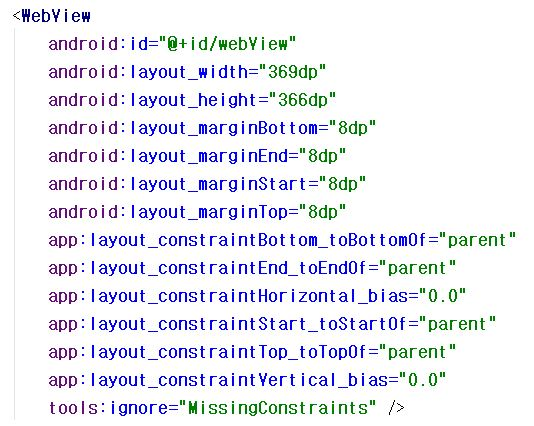 <WebView
android:id="@+id/webView"
android:layout_width="369dp"
android:layout_height="366dp"
android:layout_marginBottom="8dp"
android:layout_marginEnd="8dp"
android:layout_marginStart="8dp"
android:layout_marginTop="8dp"
app:layout_constraintBottom_toBottomOf="parent"
app:layout_constraintEnd_toEndOf="parent"
app:layout_constraintHorizontal_bias="0.0"
app:layout_constraintStart_toStartOf="parent"
app:layout_constraintTop_toTopOf="parent"
app:layout_constraintVertical_bias="0.0"
tools:ignore="MissingConstraints" />